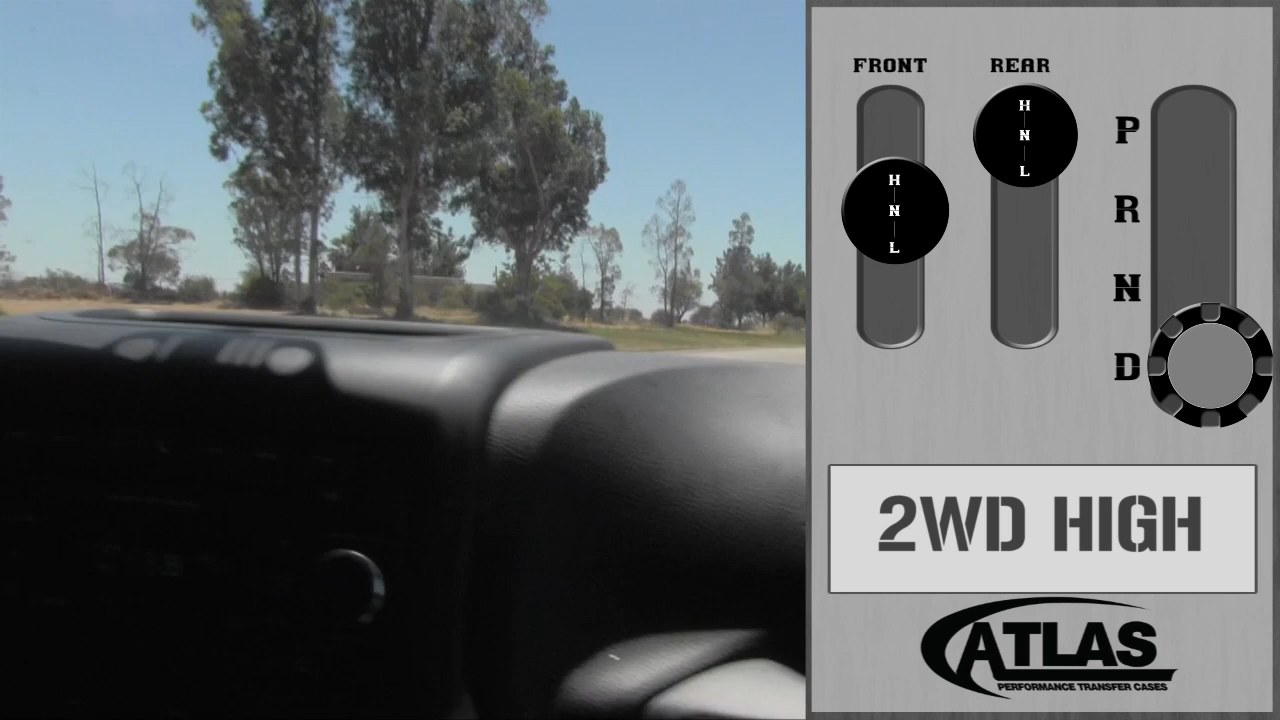 FRONT
REAR
H
N
L
H
N
L
P
R
N
D
2WD HIGH
ATLAS
PERFORMANCE TRANSFER CASES